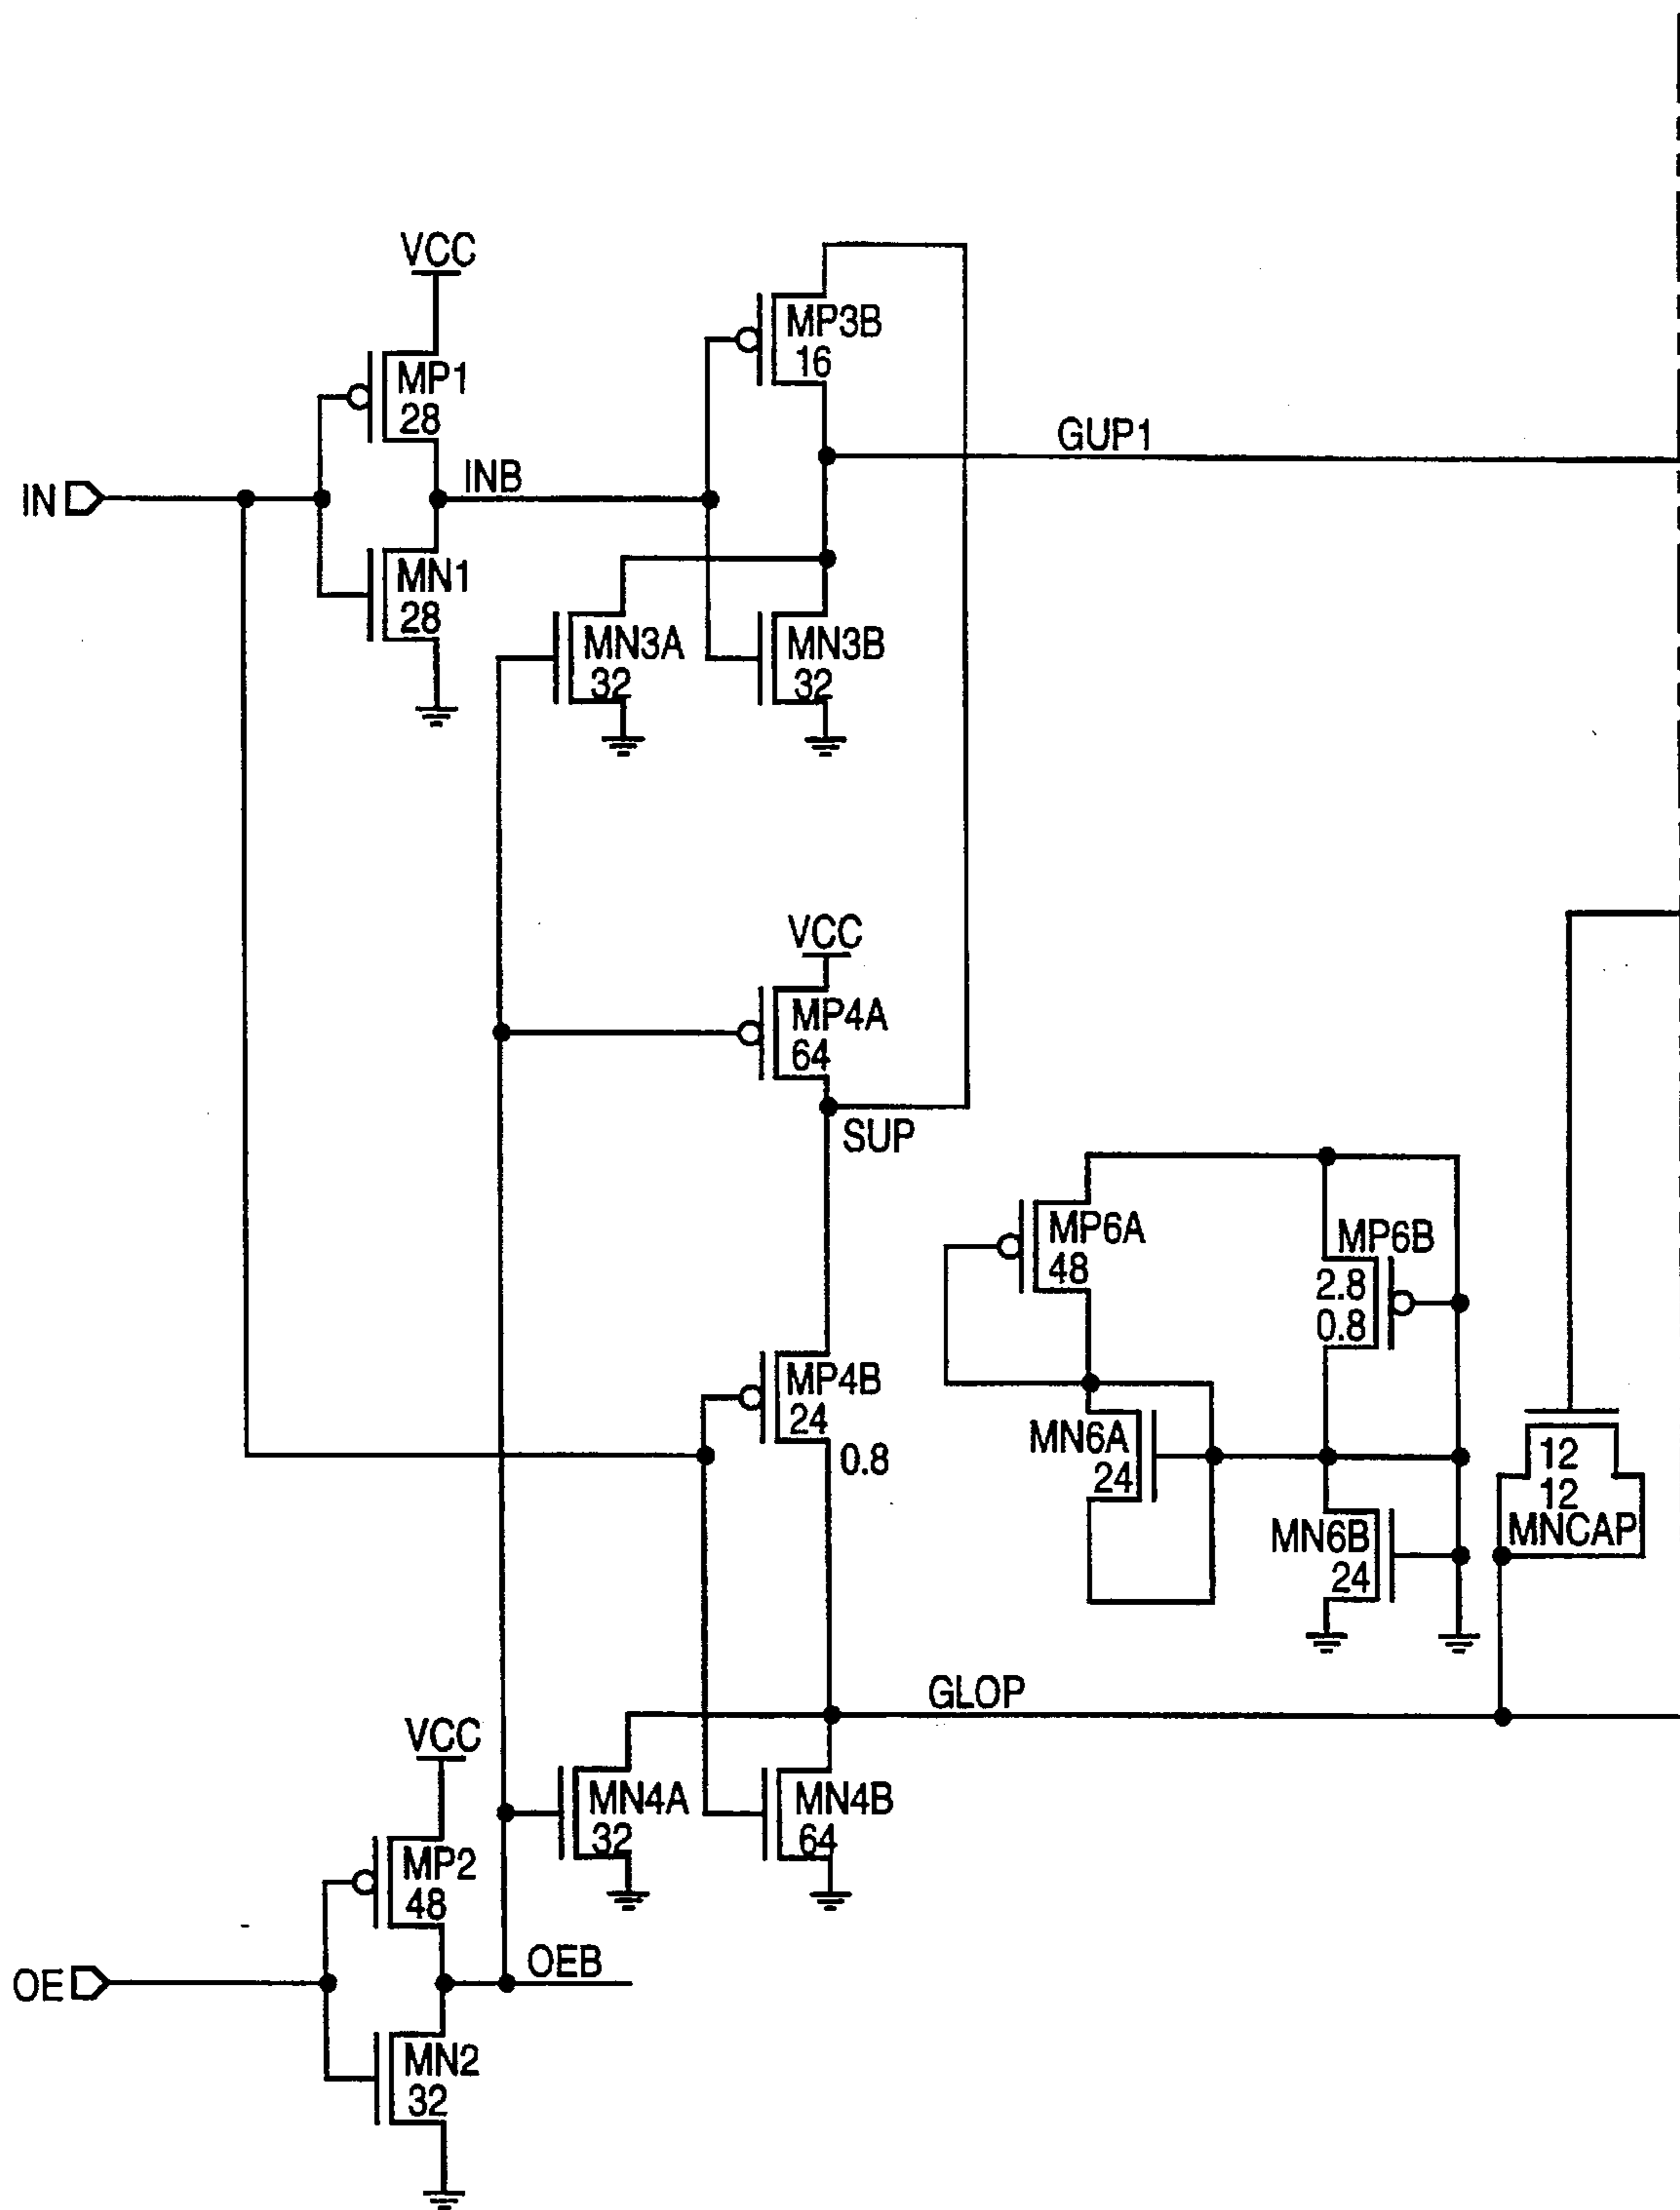 VCC
MP1
28
IN
INB
MN1
28
MP3B
16
GUP1
MN3A
32
MN3B
32
VCC
MP4A
64
SUP
MP4B
24
0.8
MP6A
48
MP6B
2.8
0.8
MN6A
24
MN6B
24
12
12
MNCAP
GLOP
VCC
MP2
48
MN4A
32
MN4B
64
OE
OEB
MN2
32